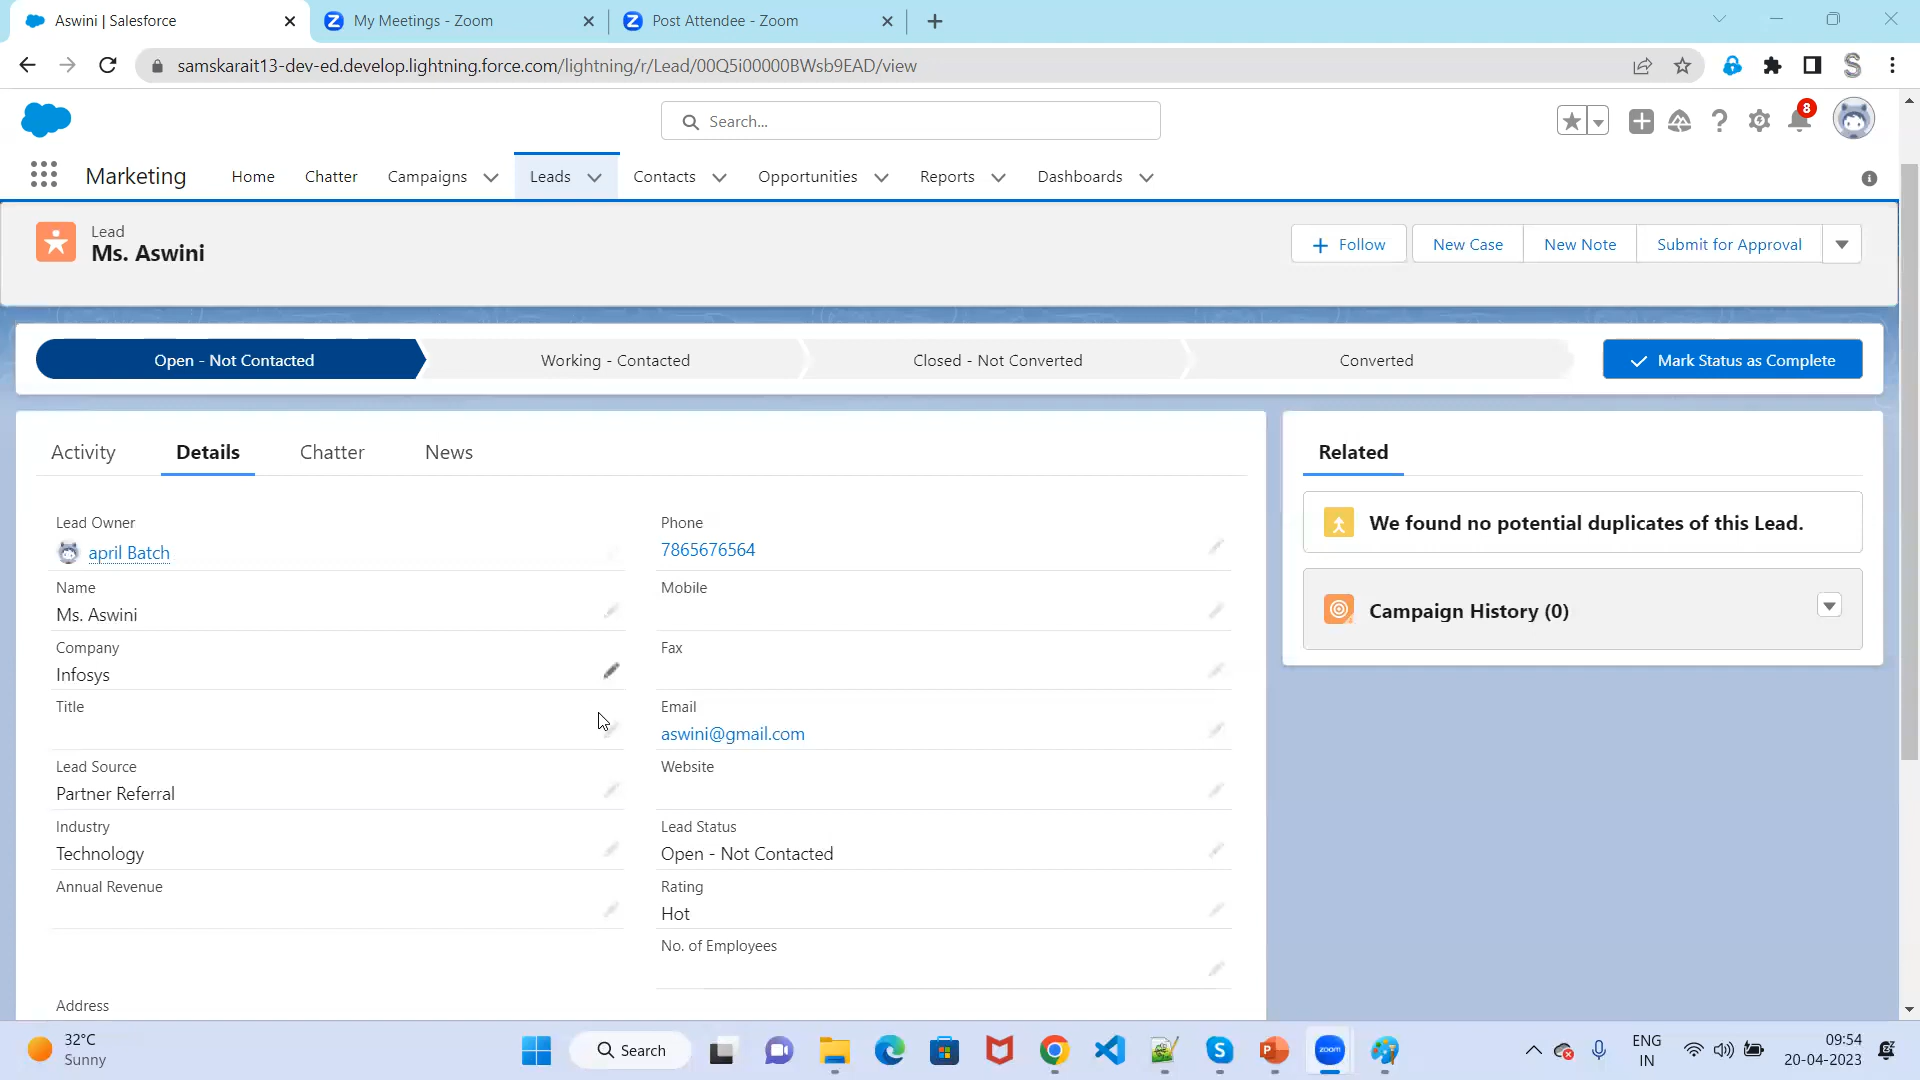 Aswini | Salesforce
My Meetings - Zoom
Post Attendee - Zoom
samskarait13-dev-ed.develop.lightning.force.com/lightning/r/Lead/00Q5i00000BWsb9EAD/view
Search...
8
Marketing
Home
Chatter
Campaigns
Leads
Contacts
Opportunities
Reports
Dashboards
Lead
Ms. Aswini
Follow
New Case
New Note
Submit for Approval
Open - Not Contacted
Working - Contacted
Closed - Not Converted
Converted
Mark Status as Complete
Activity
Details
Chatter
News
Lead Owner
april Batch
Name
Ms. Aswini
Company
Infosys
Title
Lead Source
Partner Referral
Industry
Technology
Annual Revenue
Address
Phone
7865676564
Mobile
Fax
Email
aswini@gmail.com
Website
Lead Status
Open - Not Contacted
Rating
Hot
No. of Employees
Related
We found no potential duplicates of this Lead.
Campaign History (0)
32°C
Sunny
Search
zoom
ENG
IN
09:54
20-04-2023